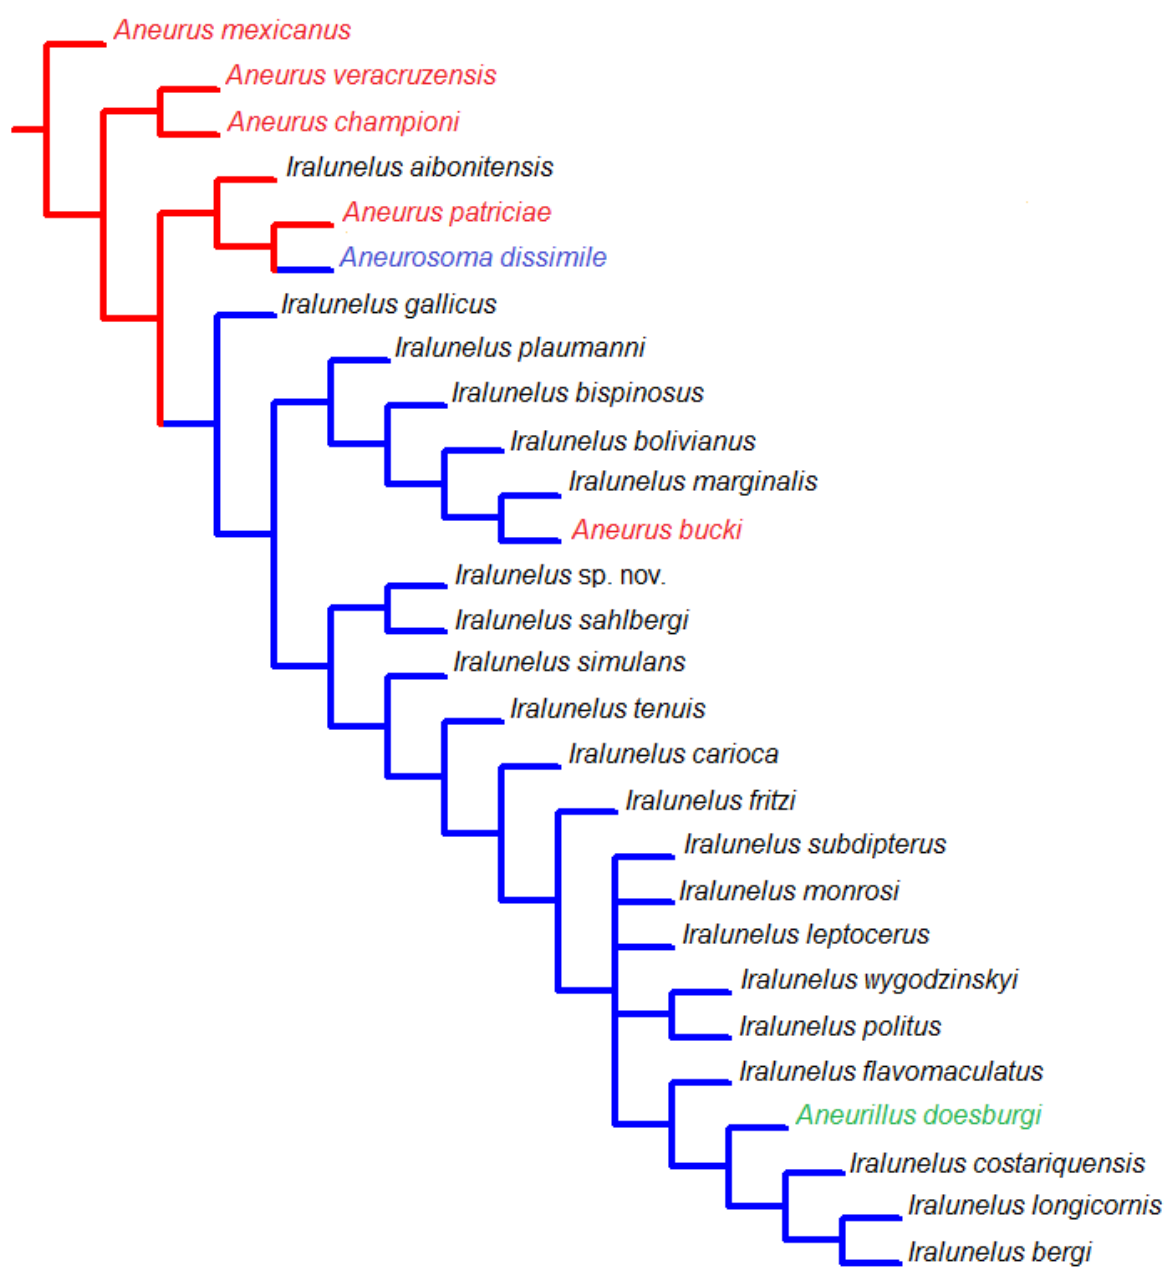 Aneurus mexicanus
Aneurus veracruzensis
Aneurus championi
Iralunelus aibonitensis
Aneurus patriciae
Aneurosoma dissimile
Iralunelus gallicus
Iralunelus plaumanni
Iralunelus bispinosus
Iralunelus bolivianus
Iralunelus marginalis
Aneurus bucki
Iralunelus sp. nov.
Iralunelus sahlbergi
Iralunelus simulans
Iralunelus tenuis
Iralunelus carioca
Iralunelus fritzi
Iralunelus subdipterus
Iralunelus monrosi
Iralunelus leptocerus
Iralunelus wygodzinskyi
Iralunelus politus
Iralunelus flavomaculatus
Aneurillus doesburgi
Iralunelus costariquensis
Iralunelus longicornis
Iralunelus bergi